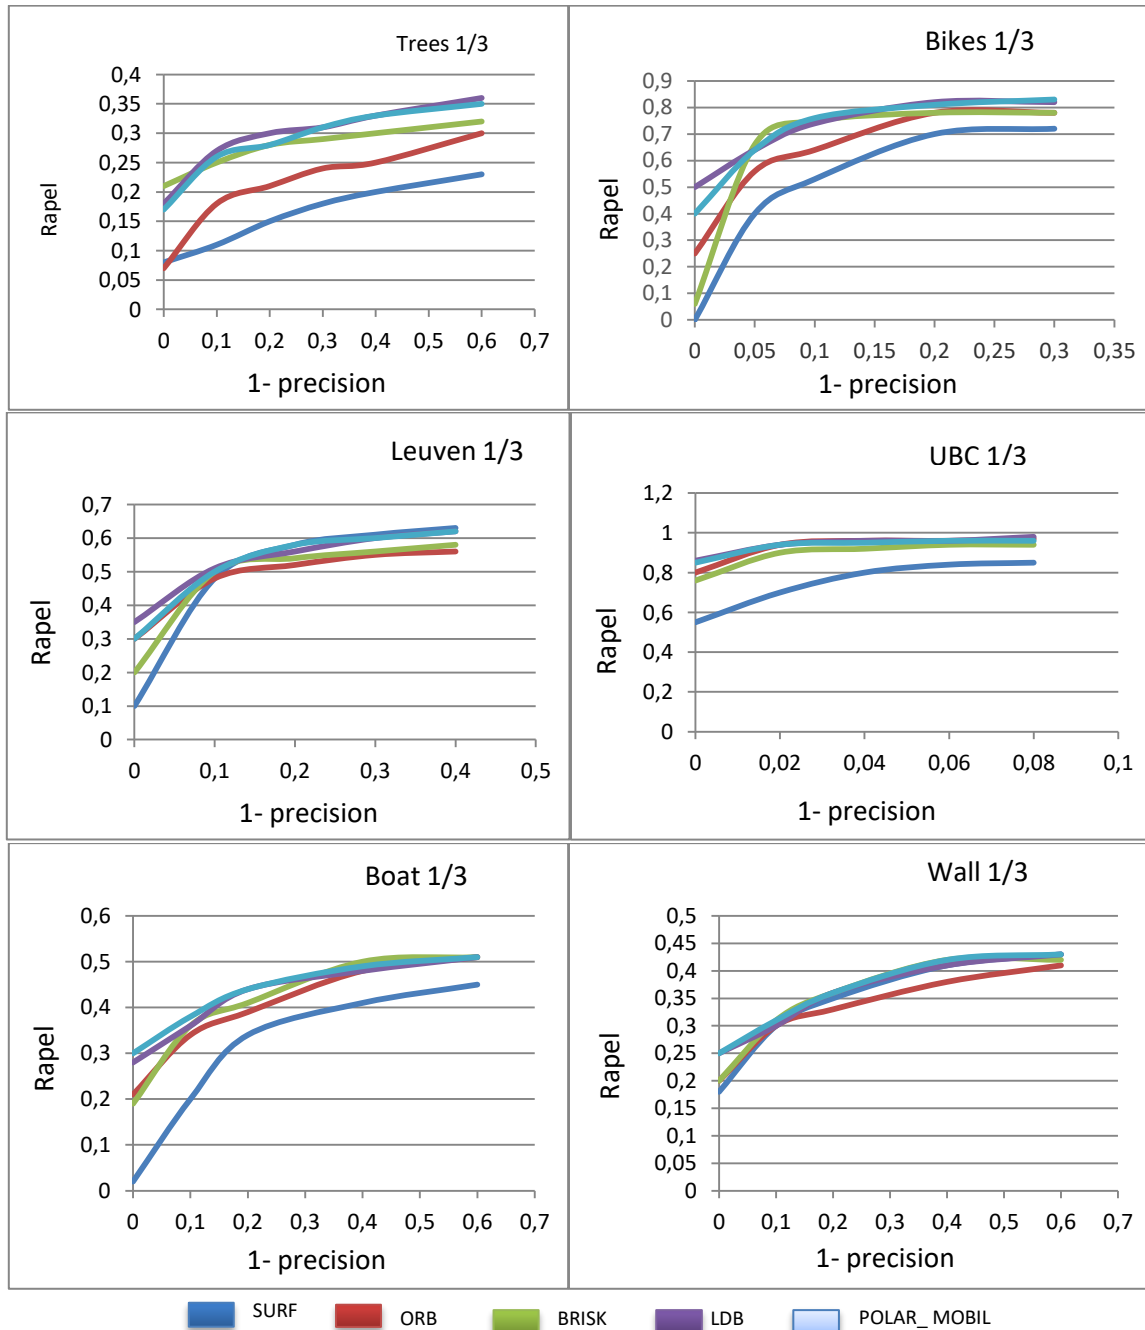 Trees 1/3
0,4
0,35
0,3
0,25
0,2
0,15
0,1
0,05
0
Rapel
0 0,1 0,2 0,3 0,4 0,5 0,6 0,7
1- precision
Bikes 1/3
0,9
0,8
0,7
0,6
0,5
0,4
0,3
0,2
0,1
0
Rapel
0 0,05 0,1 0,15 0,2 0,25 0,3 0,35
1- precision
Leuven 1/3
0,7
0,6
0,5
0,4
0,3
0,2
0,1
0
Rapel
0 0,1 0,2 0,3 0,4 0,5
1- precision
UBC 1/3
1,2
1
0,8
0,6
0,4
0,2
0
Rapel
0 0,02 0,04 0,06 0,08 0,1
1- precision
Boat 1/3
0,6
0,5
0,4
0,3
0,2
0,1
0
Rapel
0 0,1 0,2 0,3 0,4 0,5 0,6 0,7
1- precision
Wall 1/3
0,5
0,45
0,4
0,35
0,3
0,25
0,2
0,15
0,1
0,05
0
Rapel
0 0,1 0,2 0,3 0,4 0,5 0,6 0,7
1- precision
SURF ORB BRISK LDB POLAR_ MOBIL